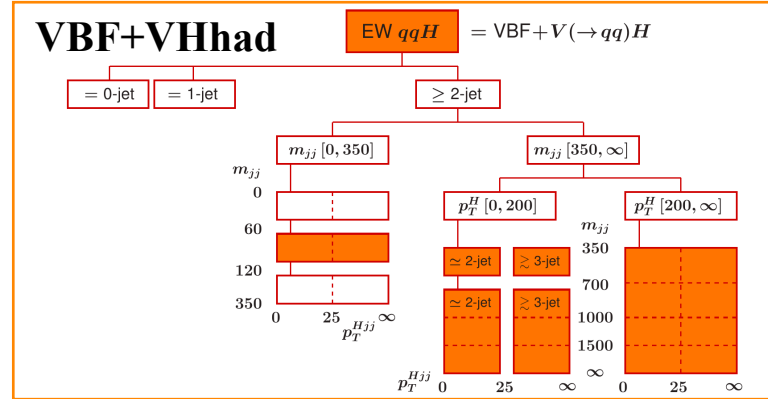 VBF+VHhad
EW qqH = VBF+V(→qq)H
= 0-jet = 1-jet ≥ 2-jet
m_jj [0, 350] m_jj [350, ∞]
m_jj
p_T^H [0, 200] p_T^H [200, ∞]
0
60
120
350
0 25 ∞
p_T^Hjj
≃ 2-jet ≳ 3-jet
≃ 2-jet ≳ 3-jet
m_jj
350
700
1000
1500
∞
p_T^Hjj 0 25 ∞ 0 25 ∞